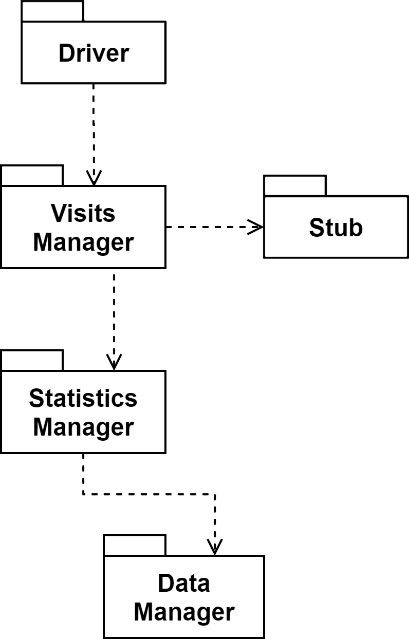 Driver
Visits
Manager
Stub
Statistics
Manager
Data
Manager